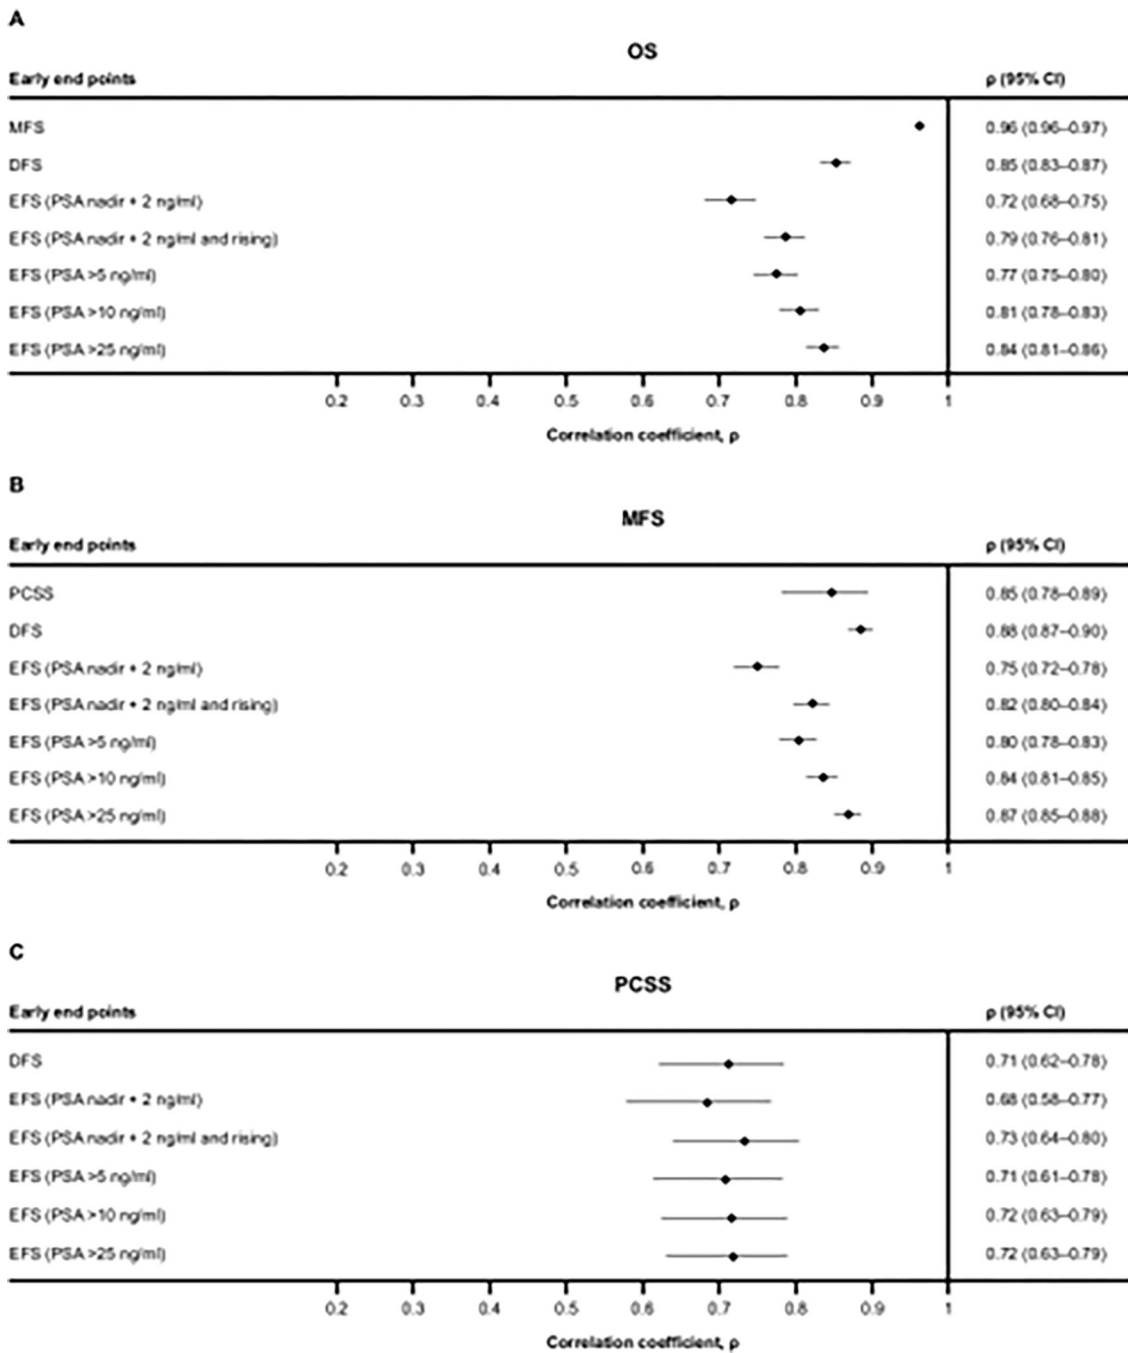 A
OS
Early end points ρ (95% CI)
MFS 0.96 (0.96–0.97)
DFS 0.85 (0.83–0.87)
EFS (PSA nadir + 2 ng/ml) 0.72 (0.68–0.75)
EFS (PSA nadir + 2 ng/ml and rising) 0.79 (0.76–0.81)
EFS (PSA >5 ng/ml) 0.77 (0.75–0.80)
EFS (PSA >10 ng/ml) 0.81 (0.78–0.83)
EFS (PSA >25 ng/ml) 0.84 (0.81–0.86)
0.2 0.3 0.4 0.5 0.6 0.7 0.8 0.9 1
Correlation coefficient, ρ
B
MFS
Early end points ρ (95% CI)
PCSS 0.85 (0.78–0.89)
DFS 0.88 (0.87–0.90)
EFS (PSA nadir + 2 ng/ml) 0.75 (0.72–0.78)
EFS (PSA nadir + 2 ng/ml and rising) 0.82 (0.80–0.84)
EFS (PSA >5 ng/ml) 0.80 (0.78–0.83)
EFS (PSA >10 ng/ml) 0.84 (0.81–0.85)
EFS (PSA >25 ng/ml) 0.87 (0.85–0.88)
0.2 0.3 0.4 0.5 0.6 0.7 0.8 0.9 1
Correlation coefficient, ρ
C
PCSS
Early end points ρ (95% CI)
DFS 0.71 (0.62–0.78)
EFS (PSA nadir + 2 ng/ml) 0.68 (0.58–0.77)
EFS (PSA nadir + 2 ng/ml and rising) 0.73 (0.64–0.80)
EFS (PSA >5 ng/ml) 0.71 (0.61–0.78)
EFS (PSA >10 ng/ml) 0.72 (0.63–0.79)
EFS (PSA >25 ng/ml) 0.72 (0.63–0.79)
0.2 0.3 0.4 0.5 0.6 0.7 0.8 0.9 1
Correlation coefficient, ρ